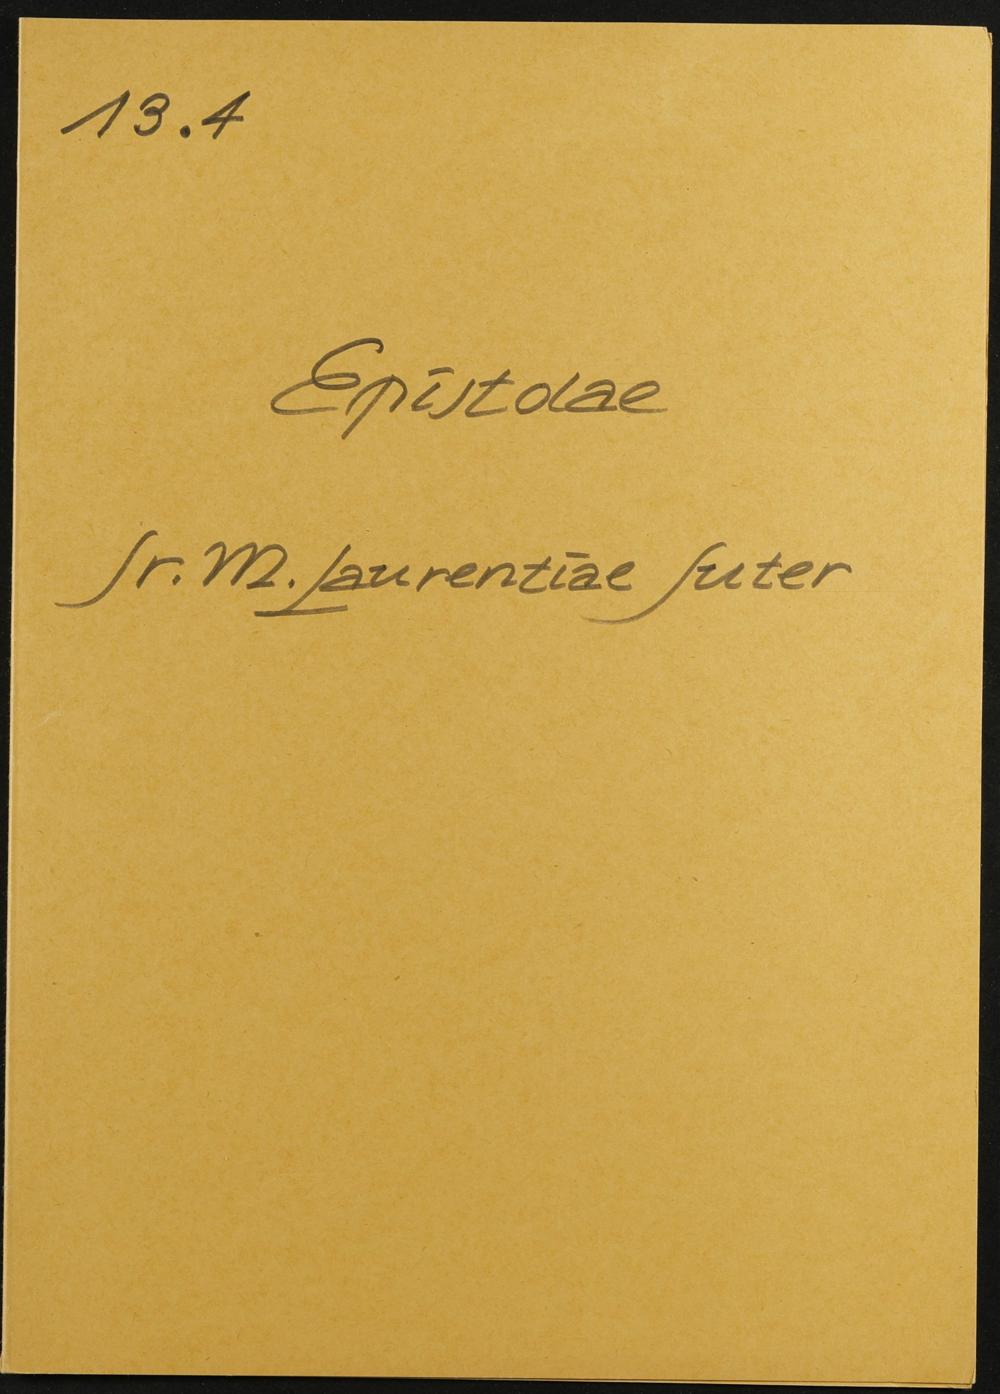 13.4
Epistolae
Sr. M. Laurentiae Suter